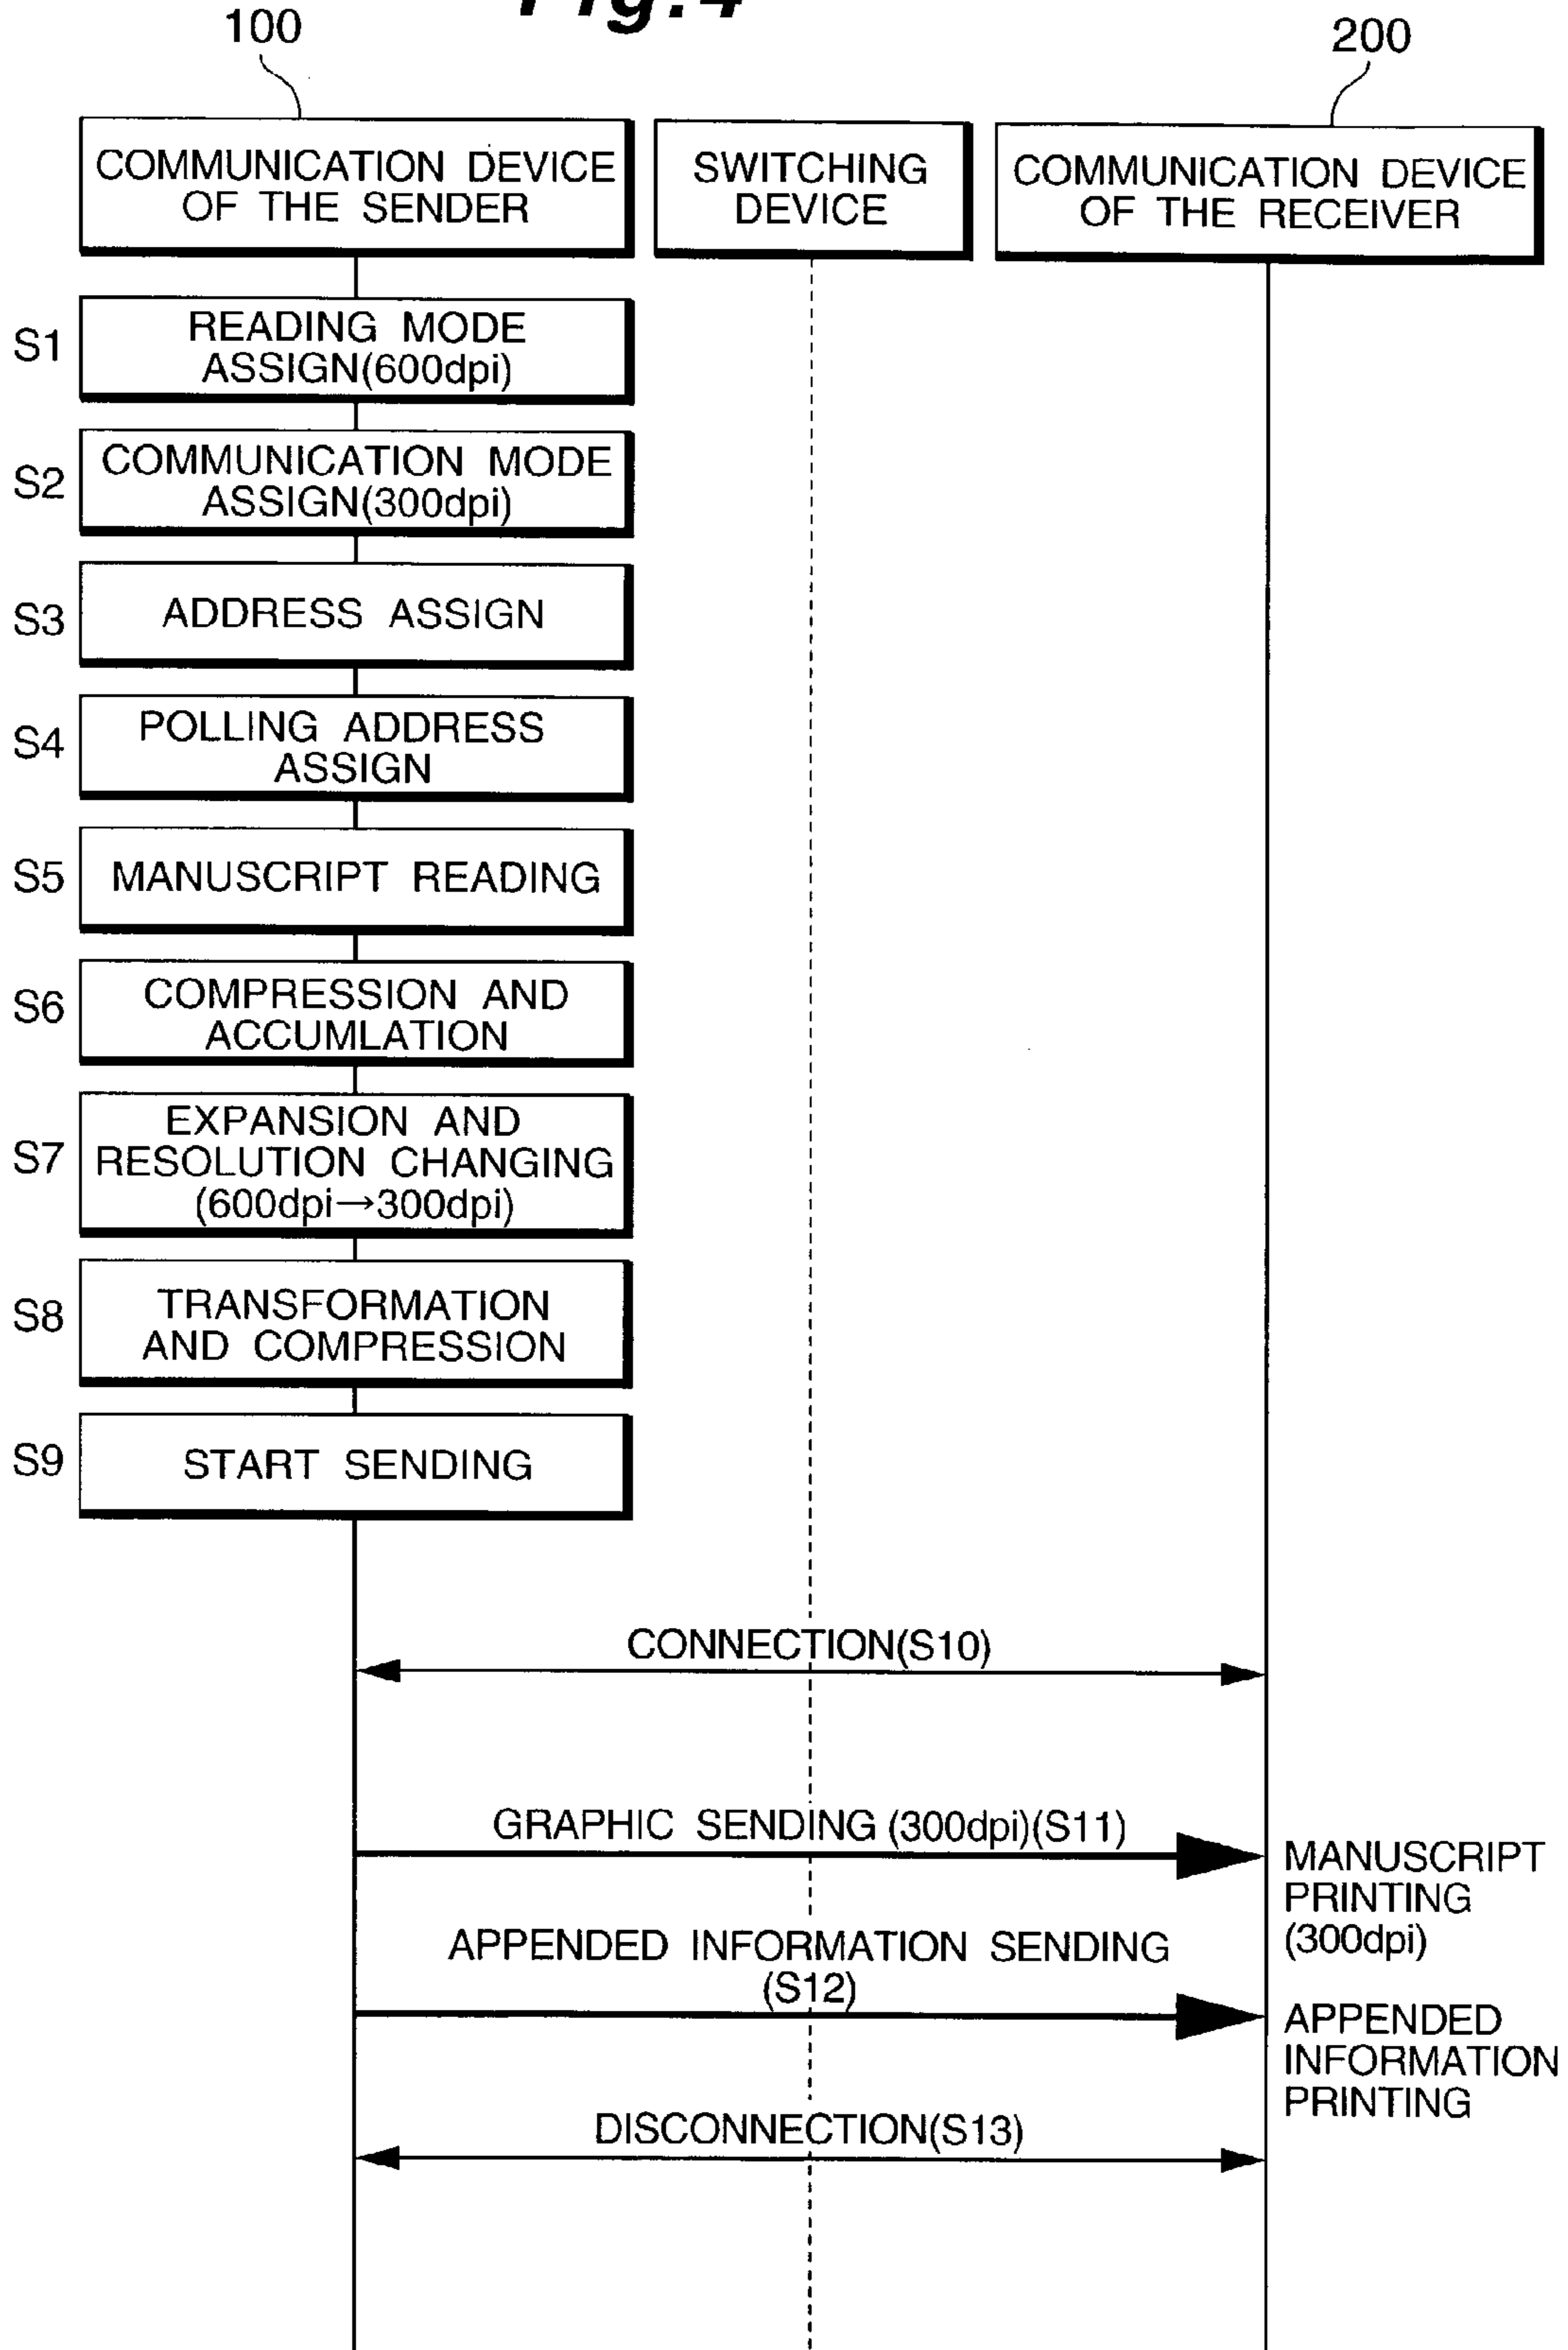 Fig.4
100
200
COMMUNICATION DEVICE
OF THE SENDER
SWITCHING
DEVICE
COMMUNICATION DEVICE
OF THE RECEIVER
S1
READING MODE
ASSIGN(600dpi)
S2
COMMUNICATION MODE
ASSIGN(300dpi)
S3
ADDRESS ASSIGN
S4
POLLING ADDRESS
ASSIGN
S5
MANUSCRIPT READING
S6
COMPRESSION AND
ACCUMLATION
S7
EXPANSION AND
RESOLUTION CHANGING
(600dpi→300dpi)
S8
TRANSFORMATION
AND COMPRESSION
S9
START SENDING
CONNECTION(S10)
GRAPHIC SENDING (300dpi)(S11)
MANUSCRIPT
PRINTING
(300dpi)
APPENDED INFORMATION SENDING
(S12)
APPENDED
INFORMATION
PRINTING
DISCONNECTION(S13)